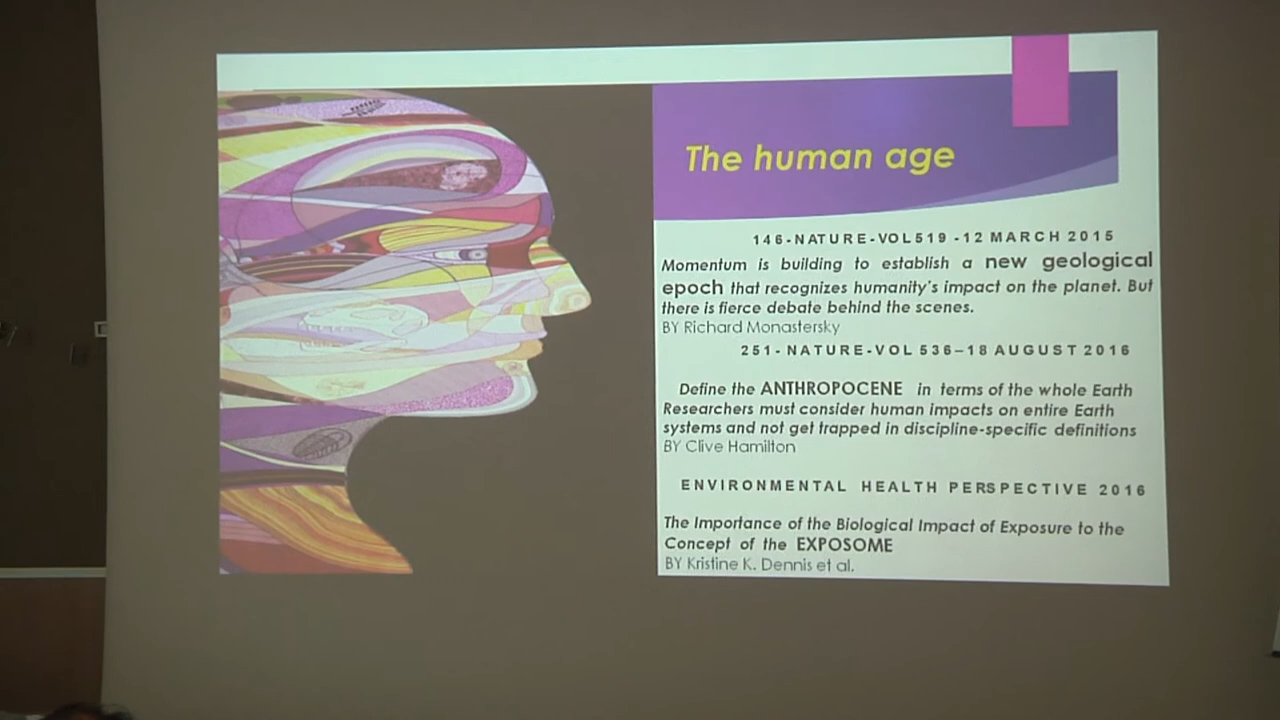 The human age
146-NATURE-VOL519 -12 MARCH 2015
Momentum is building to establish a new geological
epoch that recognizes humanity's impact on the planet. But
there is fierce debate behind the scenes.
BY Richard Monastersky
251- NATURE-VOL 536–18 AUGUST 2016
Define the ANTHROPOCENE in terms of the whole Earth
Researchers must consider human impacts on entire Earth
systems and not get trapped in discipline-specific definitions
BY Clive Hamilton
ENVIRONMENTAL HEALTH PERSPECTIVE 2016
The Importance of the Biological Impact of Exposure to the
Concept of the EXPOSOME
BY Kristine K. Dennis et al.